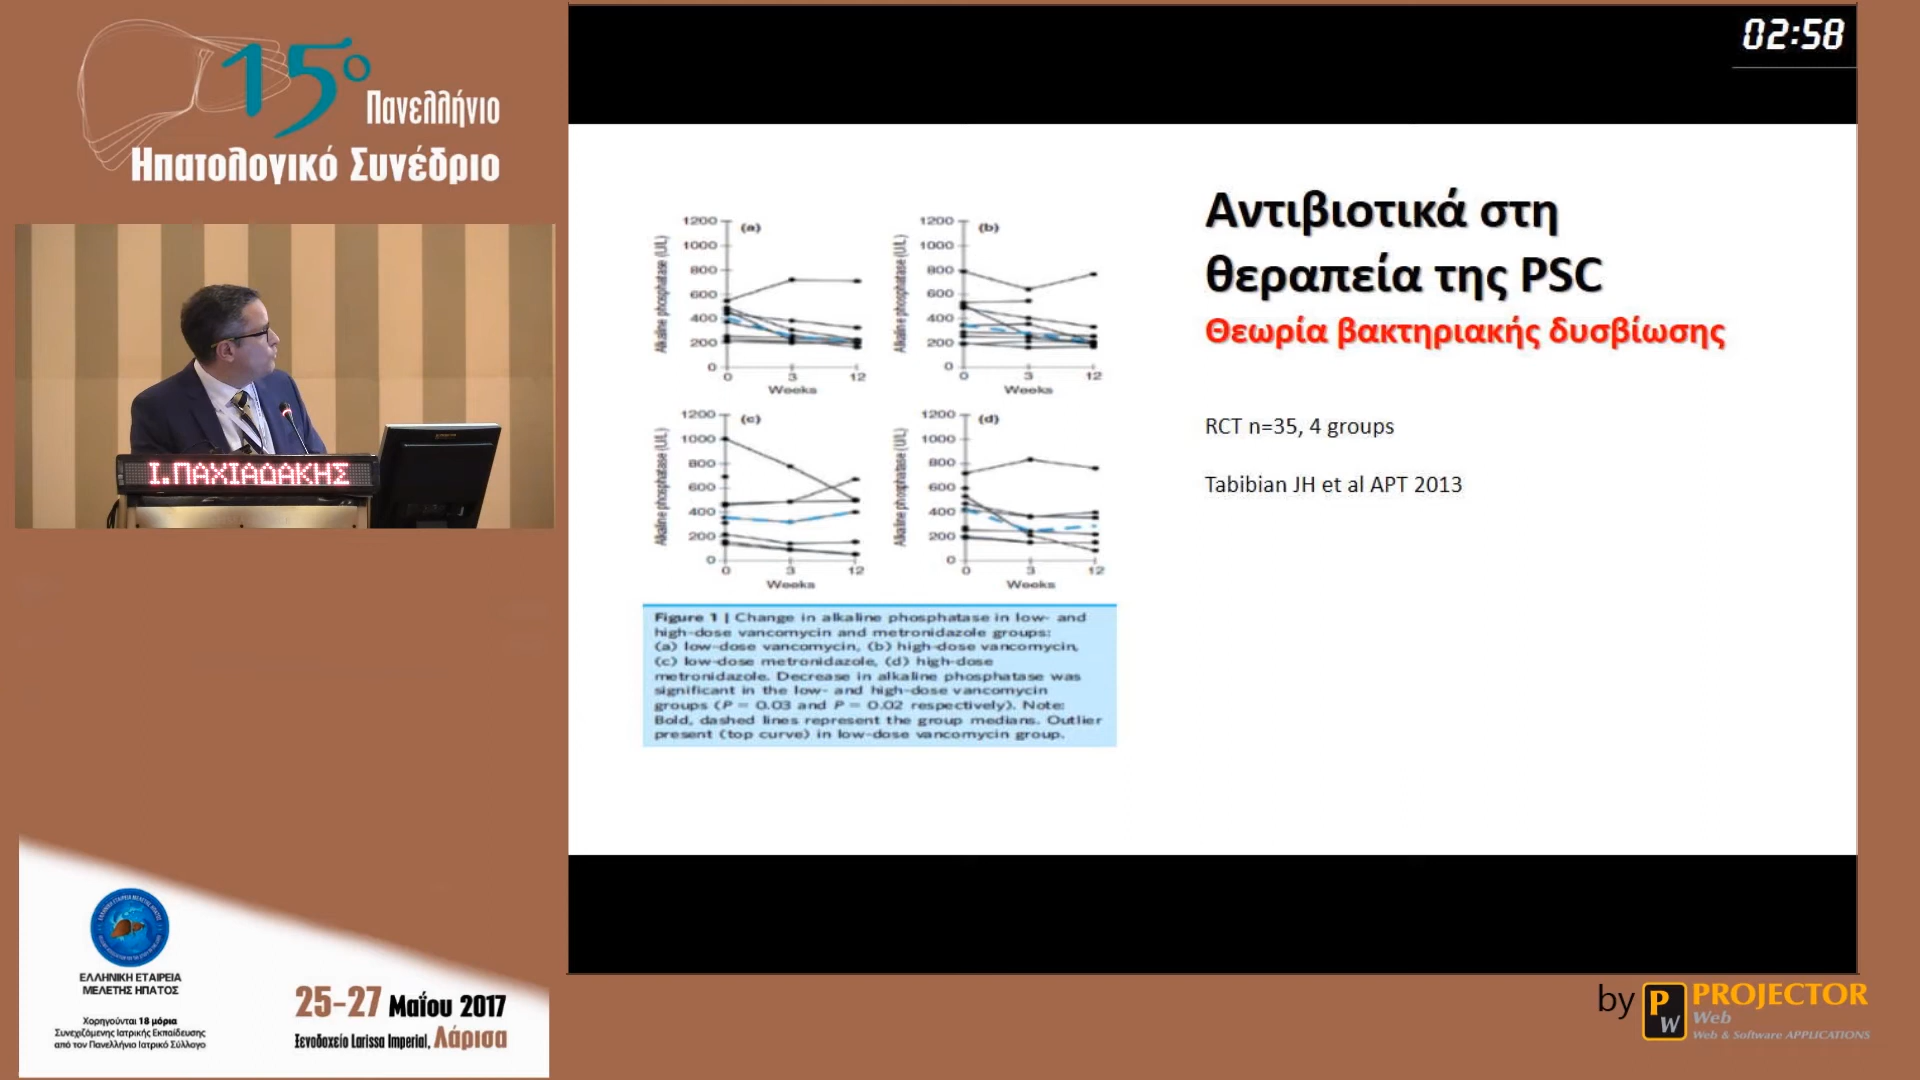 15ο
Πανελλήνιο
Ηπατολογικό Συνέδριο
Ι.ΠΑΧΙΑΔΑΚΗΣ
ΕΛΛΗΝΙΚΗ ΕΤΑΙΡΕΙΑ
ΜΕΛΕΤΗΣ ΗΠΑΤΟΣ
Χορηγούνται 18 μόρια
Συνεχιζόμενης Ιατρικής Εκπαίδευσης
από τον Πανελλήνιο Ιατρικό Σύλλογο
25-27 Μαΐου 2017
Ξενοδοχείο Larissa Imperial, Λάρισα
02:58
Αντιβιοτικά στη
θεραπεία της PSC
Θεωρία βακτηριακής δυσβίωσης
RCT n=35, 4 groups
Tabibian JH et al APT 2013
(a)
Alkaline phosphatase (U/L)
1200
1000
800
600
400
200
0
0 3 12
Weeks
(b)
Alkaline phosphatase (U/L)
1200
1000
800
600
400
200
0
0 3 12
Weeks
(c)
Alkaline phosphatase (U/L)
1200
1000
800
600
400
200
0
0 3 12
Weeks
(d)
Alkaline phosphatase (U/L)
1200
1000
800
600
400
200
0
0 3 12
Weeks
Figure 1 | Change in alkaline phosphatase in low- and
high-dose vancomycin and metronidazole groups:
(a) low-dose vancomycin, (b) high-dose vancomycin,
(c) low-dose metronidazole, (d) high-dose
metronidazole. Decrease in alkaline phosphatase was
significant in the low- and high-dose vancomycin
groups (P = 0.03 and P = 0.02 respectively). Note:
Bold, dashed lines represent the group medians. Outlier
present (top curve) in low-dose vancomycin group.
by PW PROJECTOR
Web
Web & Software APPLICATIONS